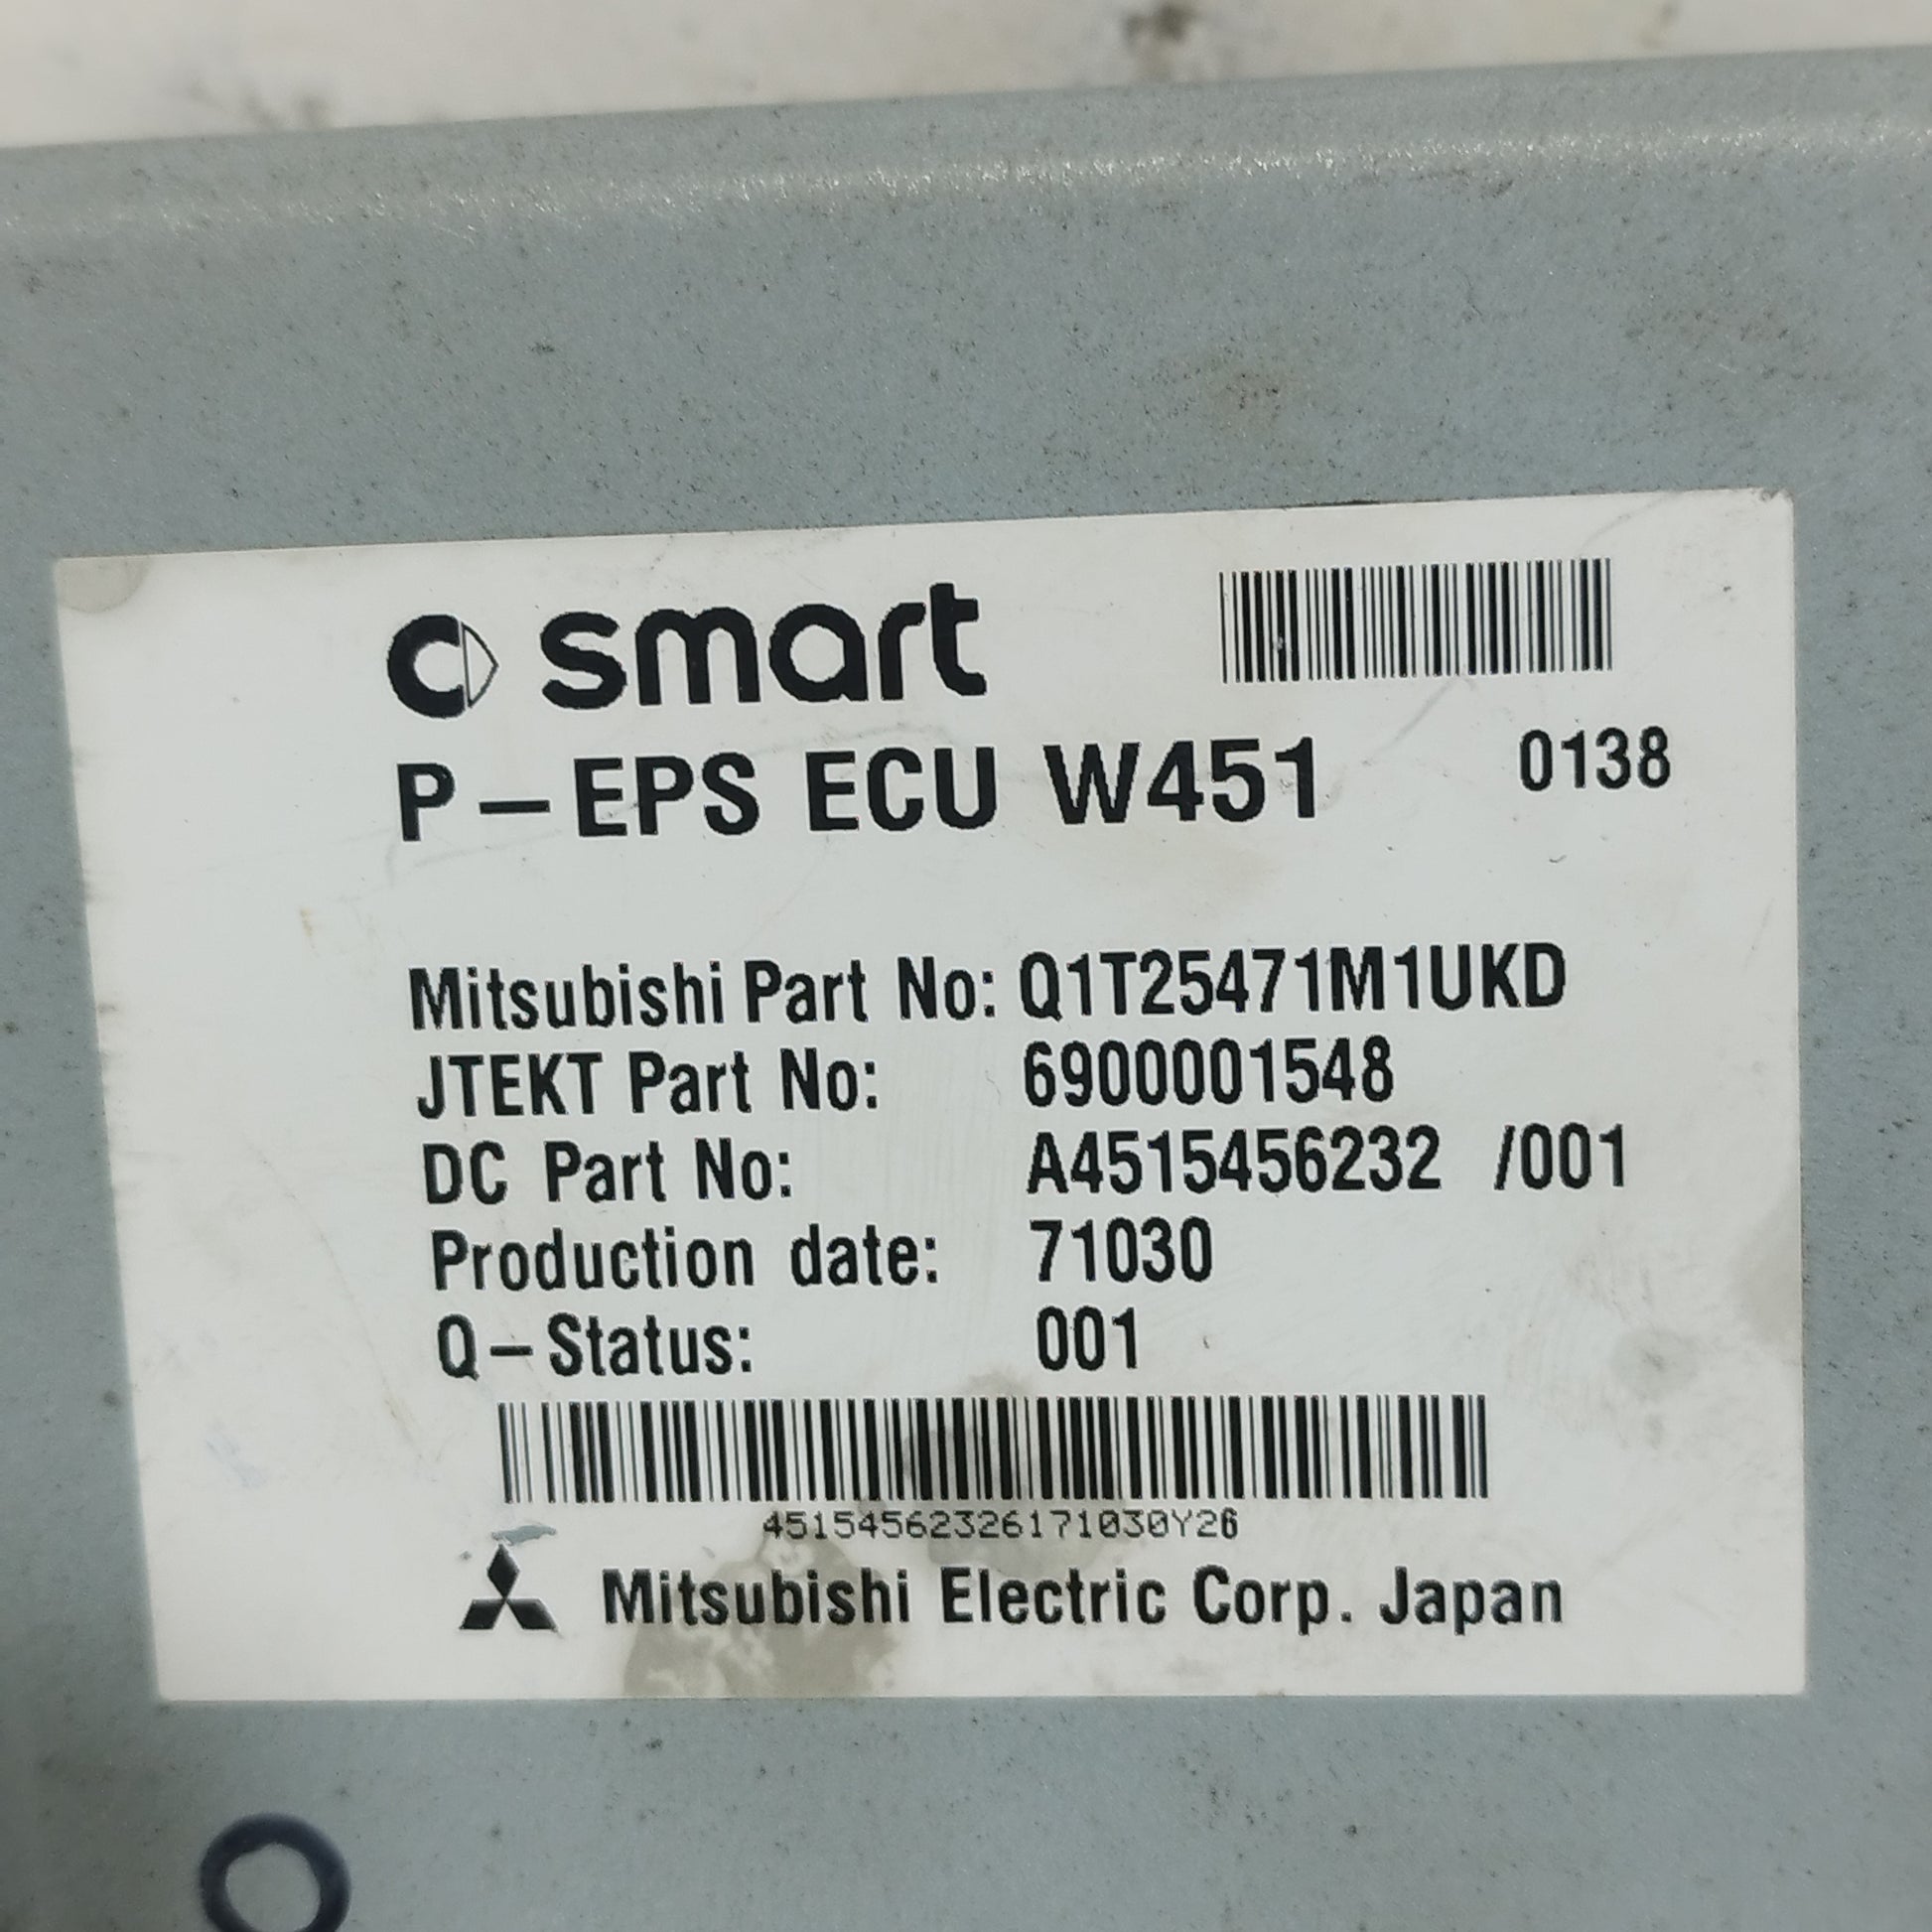 smart
P-EPS ECU W451 0138
Mitsubishi Part No: Q1T25471M1UKD
JTEKT Part No: 6900001548
DC Part No: A4515456232 /001
Production date: 71030
Q-Status: 001
45154562326171030Y26
Mitsubishi Electric Corp. Japan